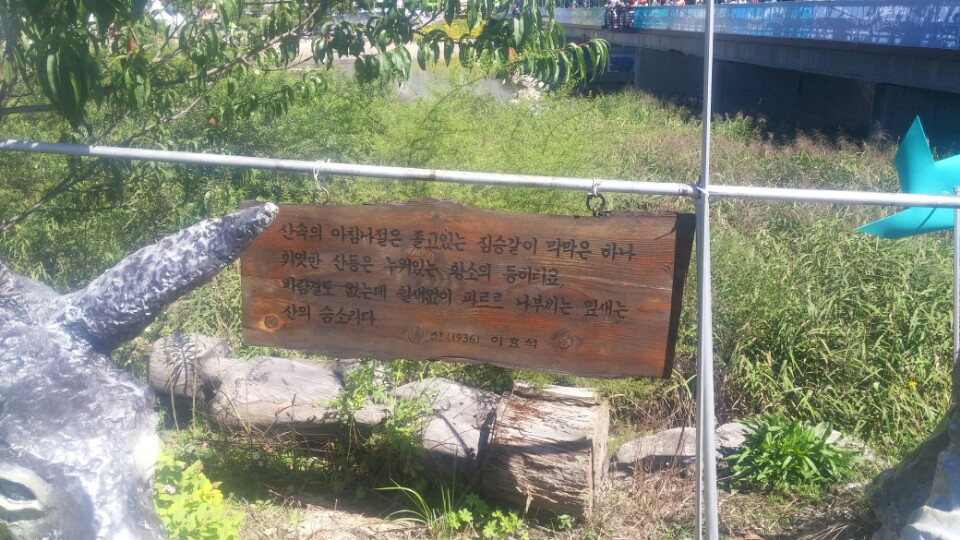 산속의 아침나절은 졸고있는 짐승같이 막막은 하나
희엿한 산등은 누워있는 황소의 등허리요,
바람결도 없는데 쉴새없이 파르르 나부끼는 잎새는
산의 숨소리다.
산(1936) 이효석